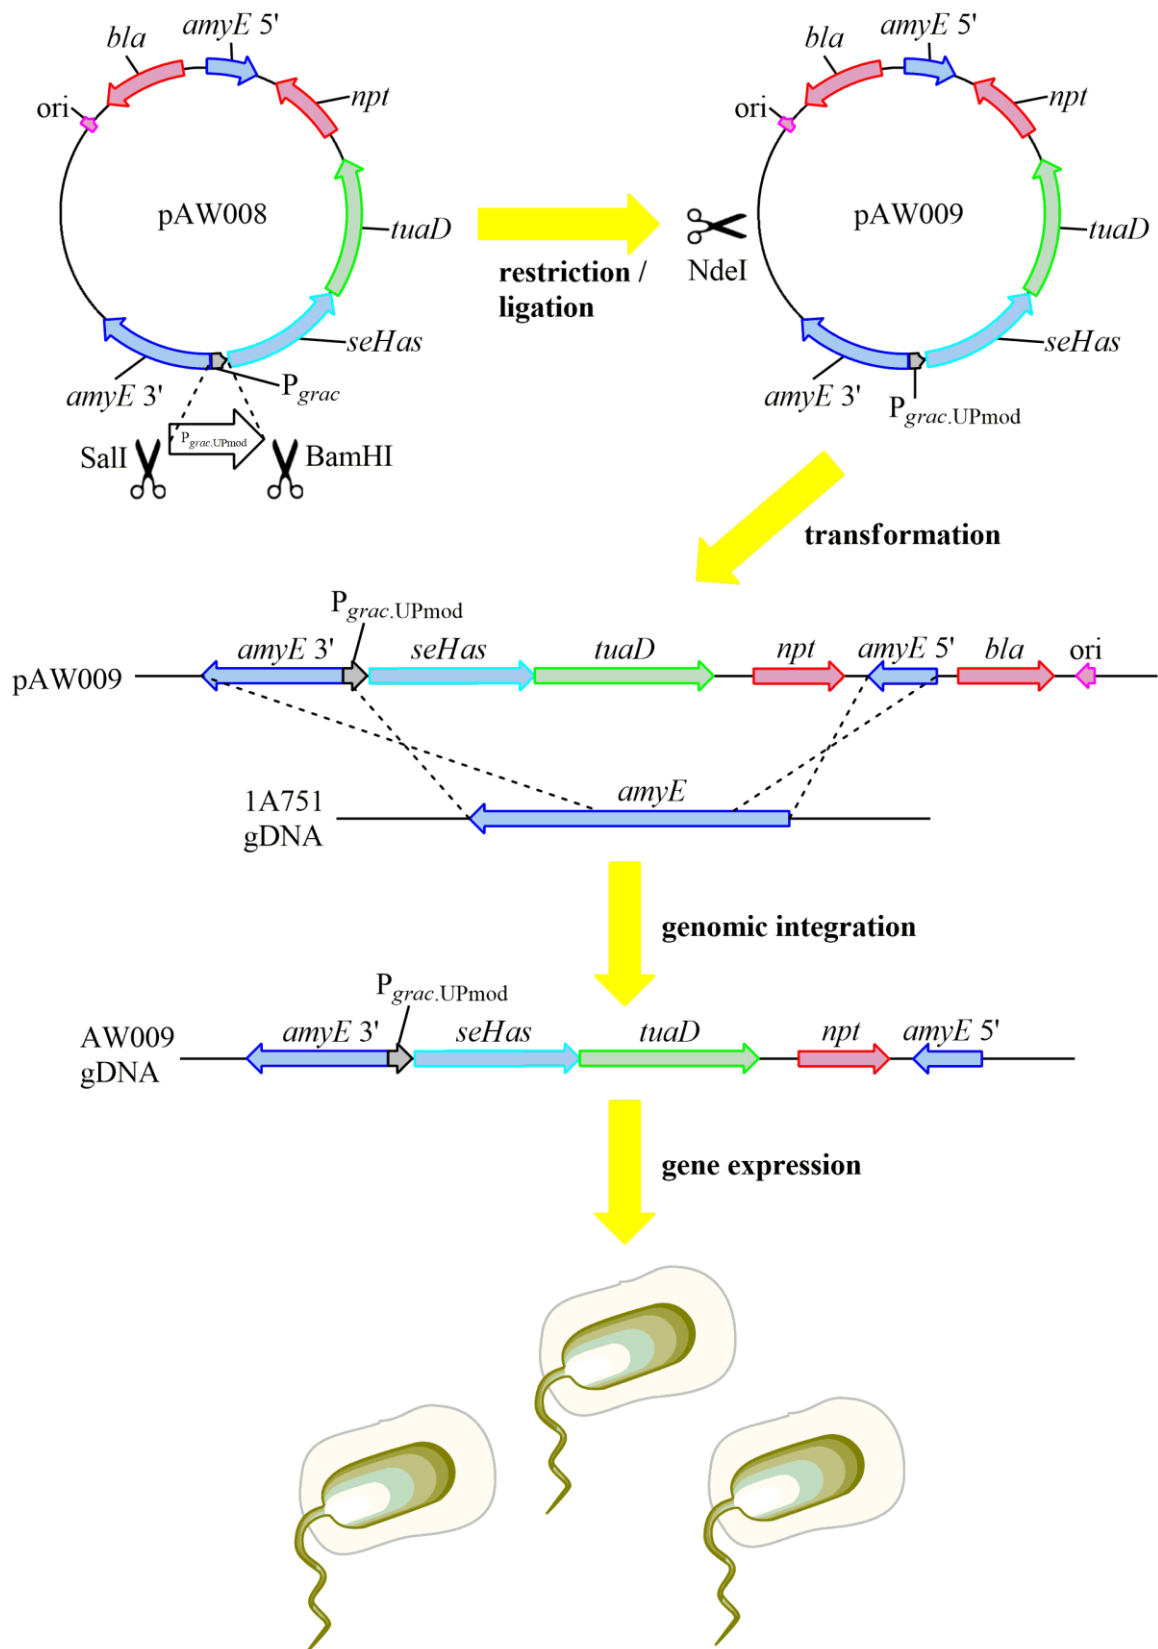 amyE 5'
bla
ori
npt
pAW008
tuaD
seHas
Pgrac
amyE 3'
Pgrac.UPmod
SalI
BamHI
restriction /
ligation
amyE 5'
bla
ori
npt
pAW009
NdeI
tuaD
seHas
amyE 3'
Pgrac.UPmod
transformation
Pgrac.UPmod
amyE 3'
seHas
tuaD
npt
amyE 5'
bla
ori
pAW009
amyE
1A751
gDNA
genomic integration
Pgrac.UPmod
amyE 3'
seHas
tuaD
npt
amyE 5'
AW009
gDNA
gene expression